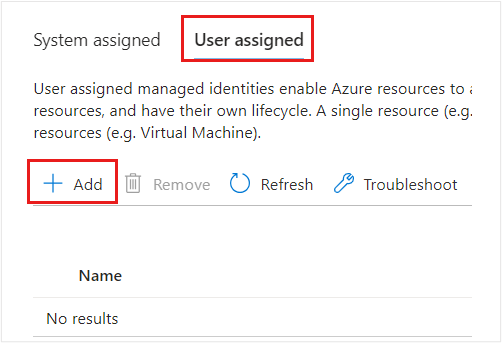 System assigned User assigned
User assigned managed identities enable Azure resources to a
resources, and have their own lifecycle. A single resource (e.g.
resources (e.g. Virtual Machine).
Add Remove Refresh Troubleshoot
Name
No results